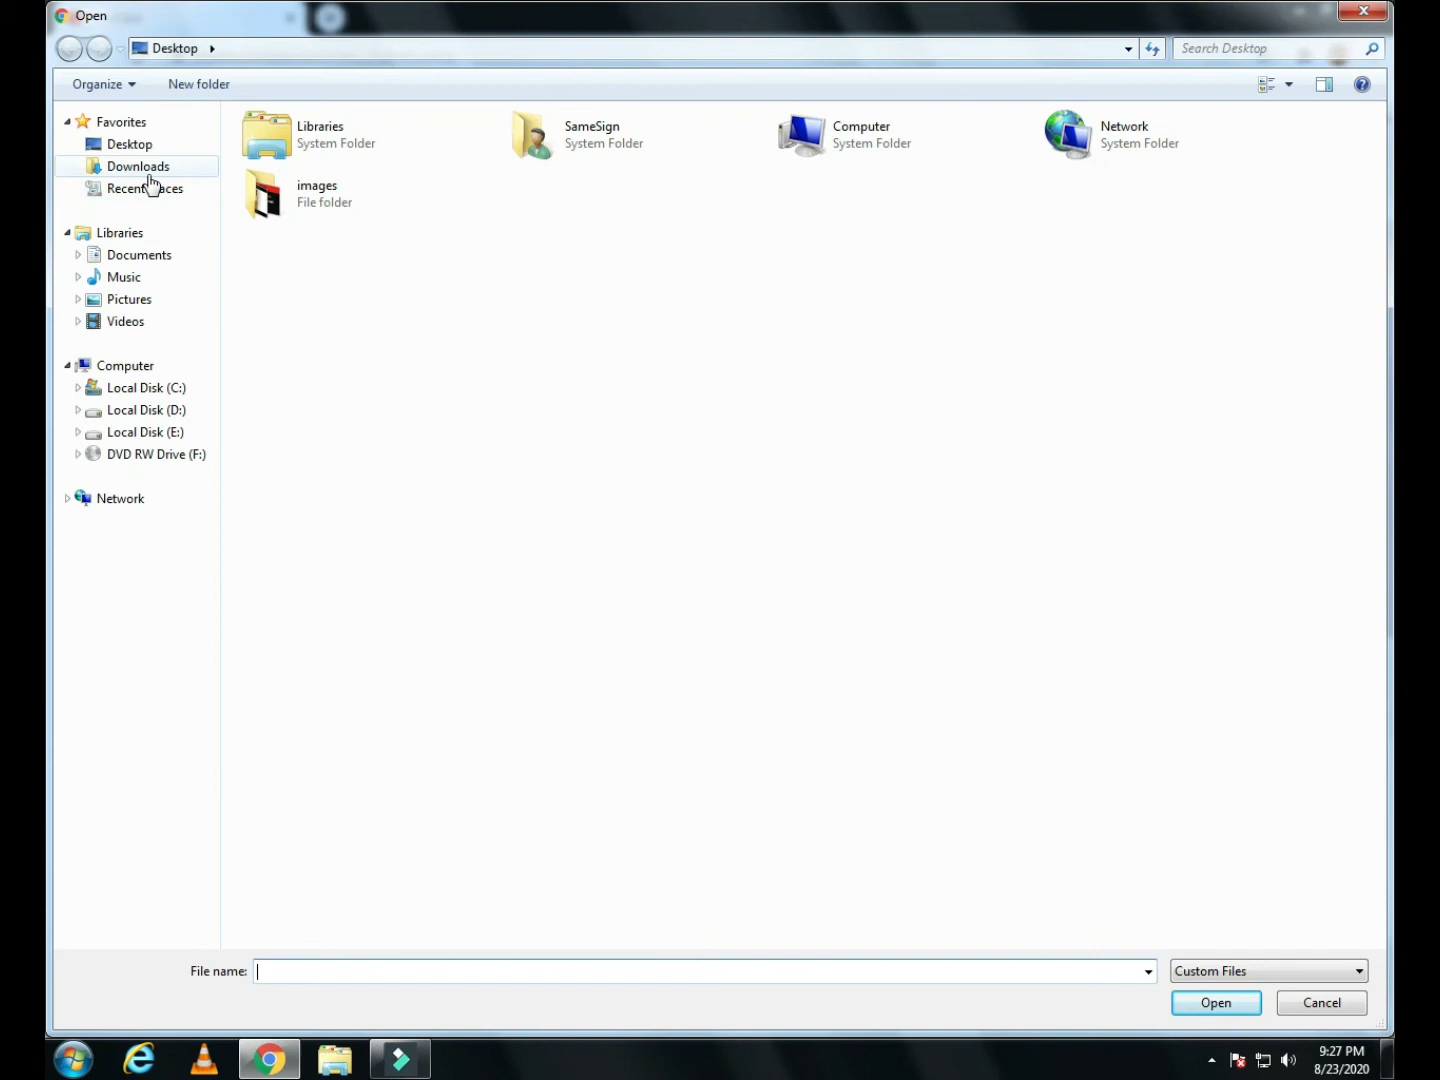 Open
Desktop
Search Desktop
Organize
New folder
Favorites
Desktop
Downloads
Libraries
Documents
Music
Pictures
Videos
Computer
Local Disk (C:)
Local Disk (D:)
Local Disk (E:)
DVD RW Drive (F:)
Network
Libraries
System Folder
SameSign
System Folder
Computer
System Folder
Network
System Folder
images
File folder
File name:
Custom Files
Open
Cancel
9:27 PM
8/23/2020